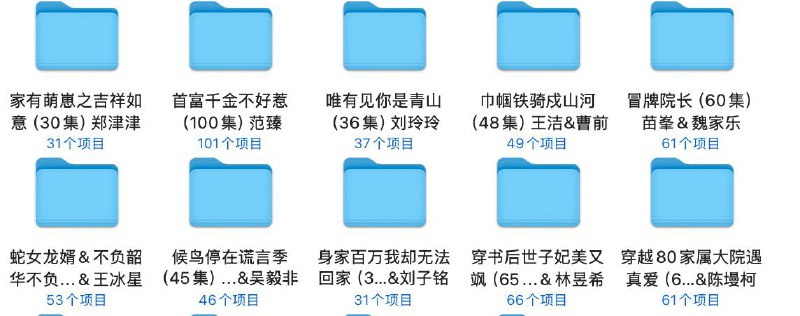 家有萌崽之吉祥如
意（30集）郑津津
31个项目
首富千金不好惹
（100集）范臻
101个项目
唯有见你是青山
（36集）刘玲玲
37个项目
巾帼铁骑戍山河
（48集）王洁&曹前
49个项目
冒牌院长（60集）
苗峯＆魏家乐
61个项目
蛇女龙婿＆不负韶
华不负...＆王冰星
53个项目
候鸟停在谎言季
（45集）...&吴毅非
46个项目
身家百万我却无法
回家（3...&刘子铭
31个项目
穿书后世子妃美又
飒（65...＆林昱希
66个项目
穿越80家属大院遇
真爱（6...&陈墁柯
61个项目